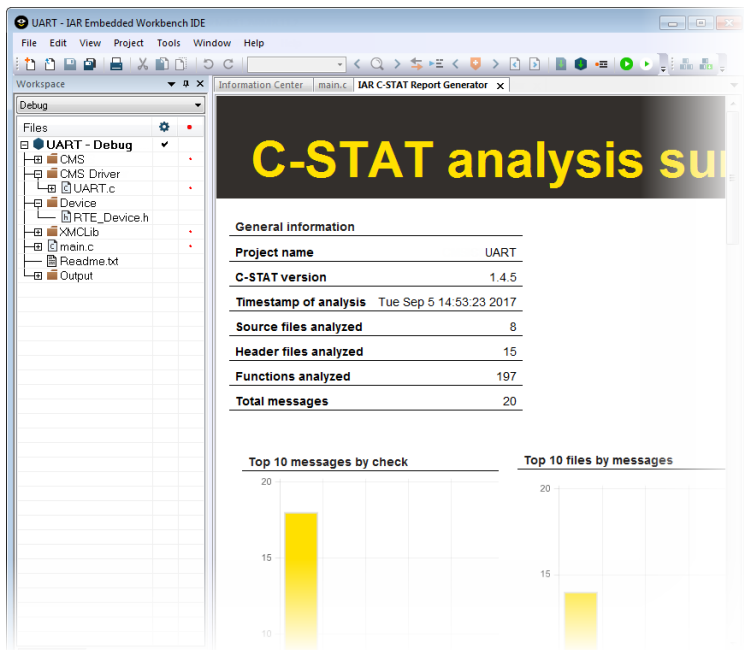 UART - IAR Embedded Workbench IDE
File Edit View Project Tools Window Help
Workspace
Information Center main.c IAR C-STAT Report Generator
Debug
Files
UART - Debug
CMS
CMS Driver
UART.c
Device
RTE_Device.h
XMCLib
main.c
Readme.txt
Output
C-STAT analysis
General information
Project name UART
C-STAT version 1.4.5
Timestamp of analysis Tue Sep 5 14:53:23 2017
Source files analyzed 8
Header files analyzed 15
Functions analyzed 197
Total messages 20
Top 10 messages by check
20
15
10
Top 10 files by messages
20
15